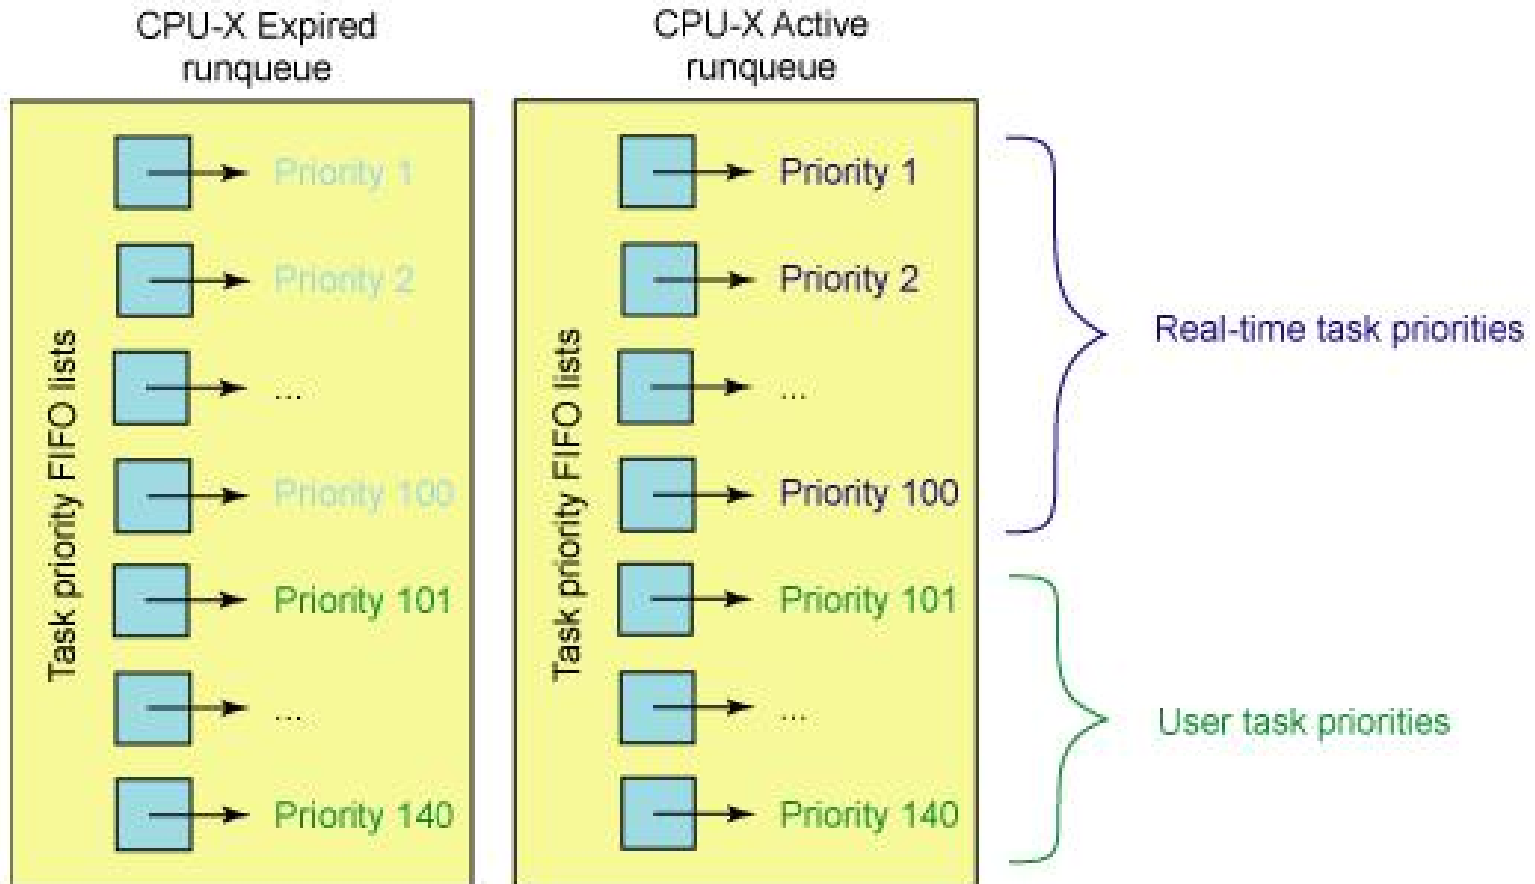 CPU-X Expired
runqueue
Task priority FIFO lists
Priority 1
Priority 2
...
Priority 100
Priority 101
...
Priority 140
CPU-X Active
runqueue
Task priority FIFO lists
Priority 1
Priority 2
...
Priority 100
Priority 101
...
Priority 140
Real-time task priorities
User task priorities